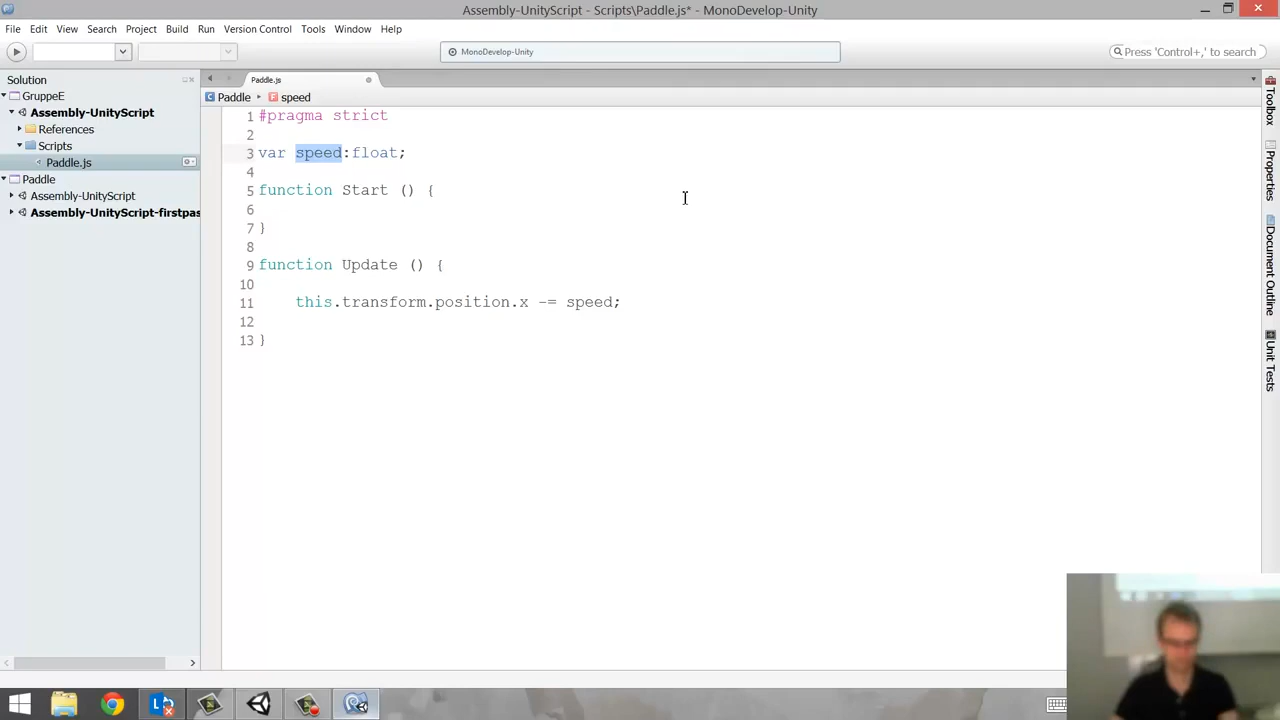 Assembly-UnityScript - Scripts\Paddle.js* - MonoDevelop-Unity
File Edit View Search Project Build Run Version Control Tools Window Help
MonoDevelop-Unity
Press 'Control+,' to search
Solution
GruppeE
Assembly-UnityScript
References
Scripts
Paddle.js
Paddle
Assembly-UnityScript
Assembly-UnityScript-firstpas
Paddle.js
Paddle speed
1 #pragma strict
2
3 var speed:float;
4
5 function Start () {
6
7 }
8
9 function Update () {
10
11 this.transform.position.x -= speed;
12
13 }
Toolbox
Properties
Document Outline
Unit Tests